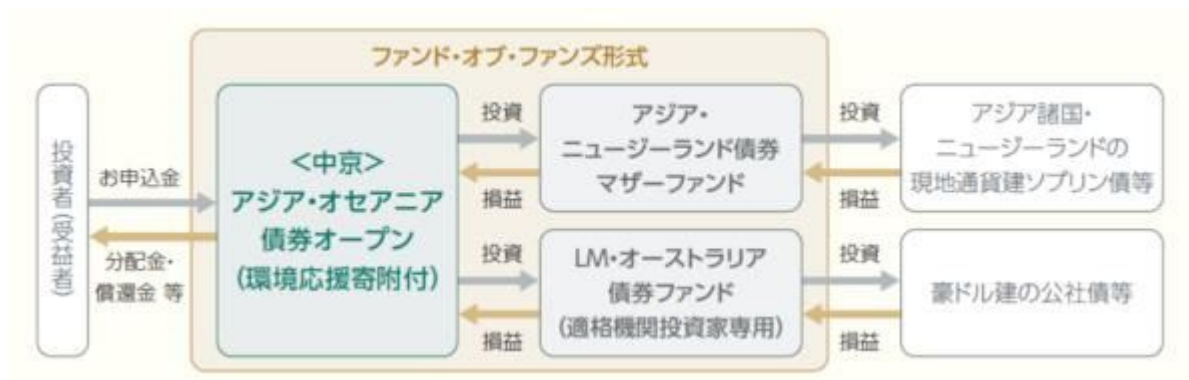 ファンド・オブ・ファンズ形式
投資者(受益者)
お申込金
分配金・
償還金 等
<中京>
アジア・オセアニア
債券オープン
(環境応援寄附付)
投資
損益
投資
損益
アジア・
ニュージーランド債券
マザーファンド
LM・オーストラリア
債券ファンド
(適格機関投資家専用)
投資
損益
投資
損益
アジア諸国・
ニュージーランドの
現地通貨建ソブリン債等
豪ドル建の公社債等